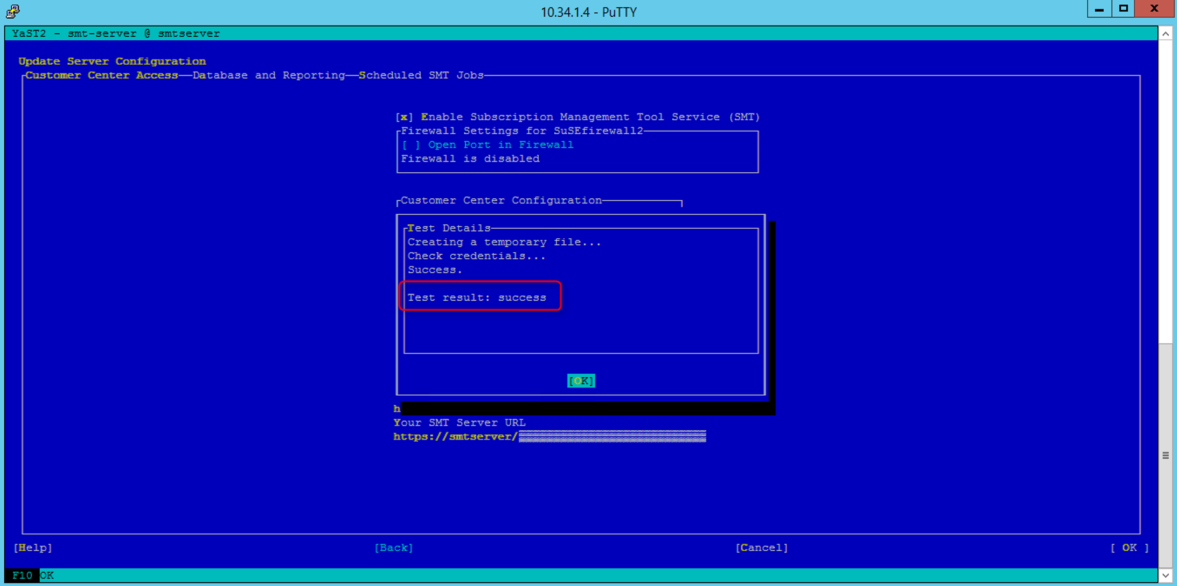 10.34.1.4 - PuTTY
YaST2 - smt-server @ smtserver
Update Server Configuration
Customer Center Access—Database and Reporting—Scheduled SMT Jobs
[x] Enable Subscription Management Tool Service (SMT)
Firewall Settings for SuSEfirewall2
[ ] Open Port in Firewall
Firewall is disabled
Customer Center Configuration
Test Details
Creating a temporary file...
Check credentials...
Success.
Test result: success
[OK]
h
Your SMT Server URL
https://smtserver/
[Help] [Back] [Cancel] [ OK ]
F10 OK